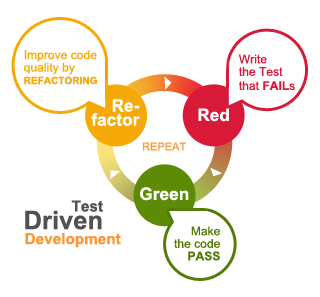 Improve code
quality by
REFACTORING
Write
the Test
that FAILs
Re-
factor
Red
REPEAT
Green
Test
Driven
Development
Make
the code
PASS